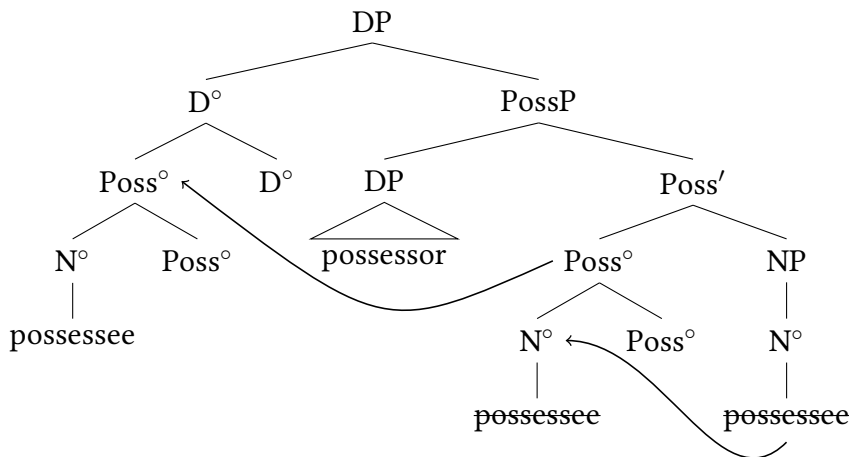 DP
D° PossP
Poss° D° DP Poss′
N° Poss° possessor Poss° NP
possessee N° Poss° N°
possessee possessee